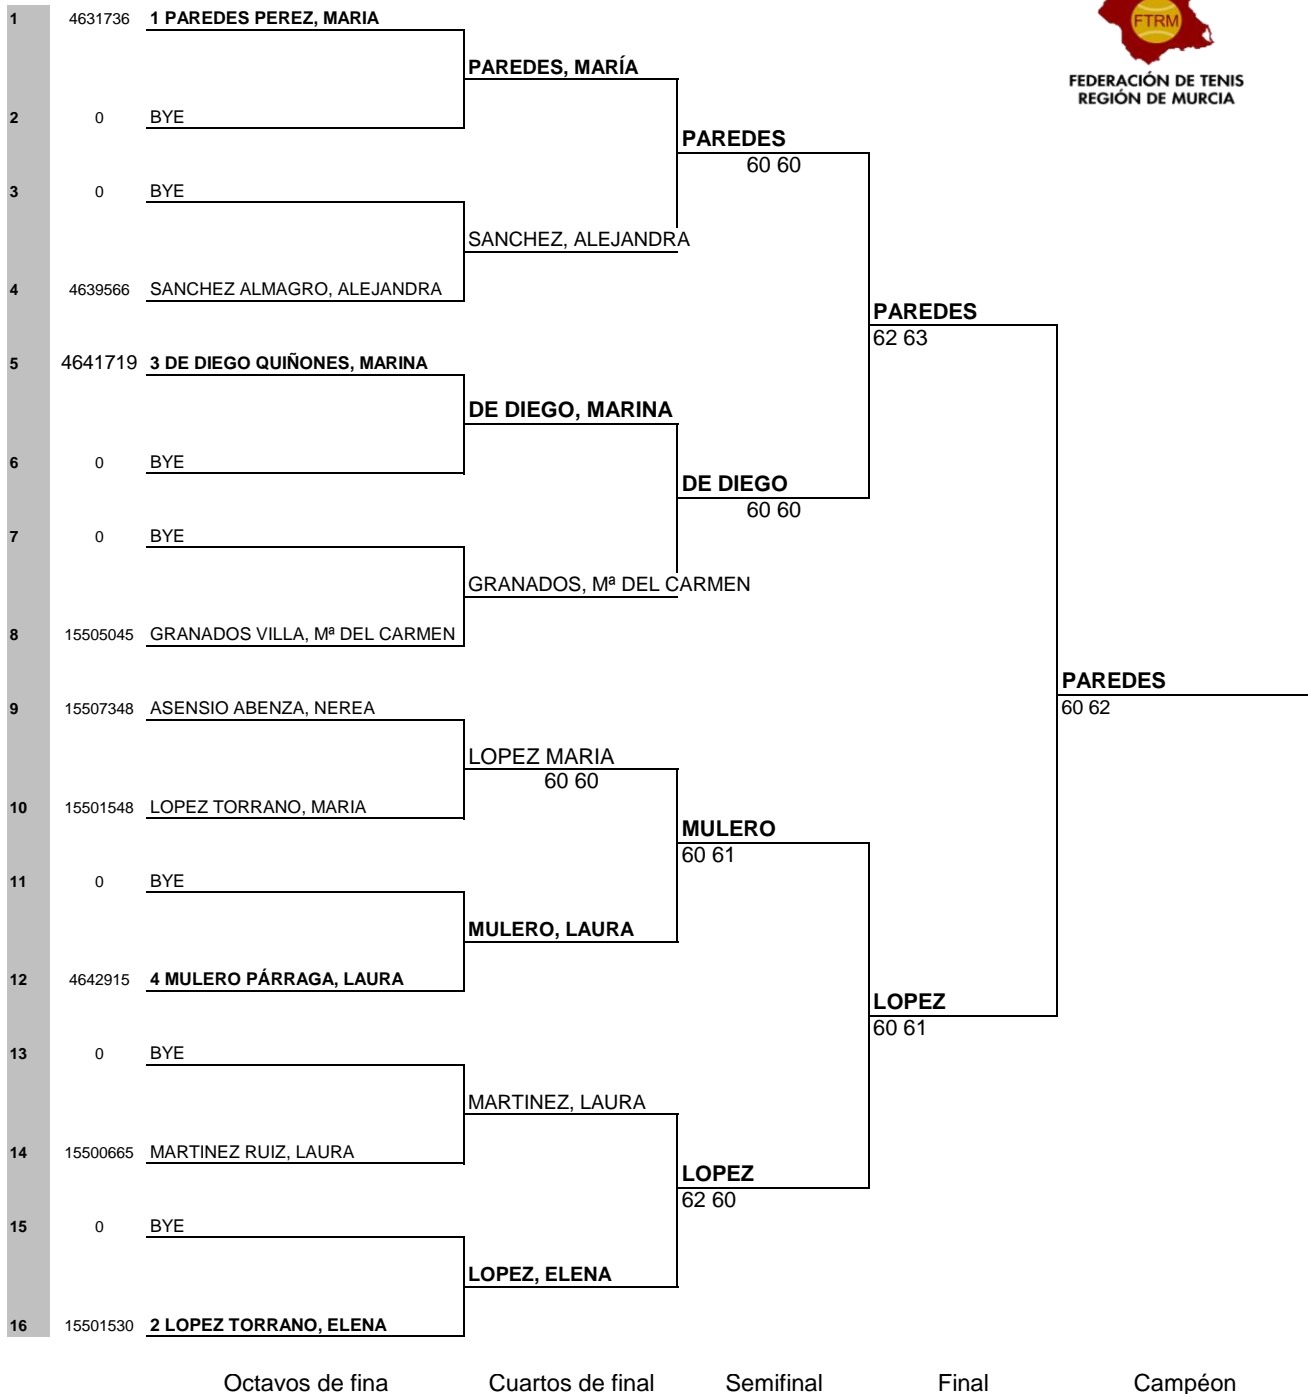 FTRM
FEDERACIÓN DE TENIS
REGIÓN DE MURCIA
1 4631736 1 PAREDES PEREZ, MARIA
PAREDES, MARÍA
2 0 BYE
PAREDES
60 60
3 0 BYE
SANCHEZ, ALEJANDRA
4 4639566 SANCHEZ ALMAGRO, ALEJANDRA
PAREDES
62 63
5 4641719 3 DE DIEGO QUIÑONES, MARINA
DE DIEGO, MARINA
6 0 BYE
DE DIEGO
60 60
7 0 BYE
GRANADOS, Mª DEL CARMEN
8 15505045 GRANADOS VILLA, Mª DEL CARMEN
PAREDES
60 62
9 15507348 ASENSIO ABENZA, NEREA
LOPEZ MARIA
60 60
10 15501548 LOPEZ TORRANO, MARIA
MULERO
60 61
11 0 BYE
MULERO, LAURA
12 4642915 4 MULERO PÁRRAGA, LAURA
LOPEZ
60 61
13 0 BYE
MARTINEZ, LAURA
14 15500665 MARTINEZ RUIZ, LAURA
LOPEZ
62 60
15 0 BYE
LOPEZ, ELENA
16 15501530 2 LOPEZ TORRANO, ELENA
Octavos de fina Cuartos de final Semifinal Final Campéon